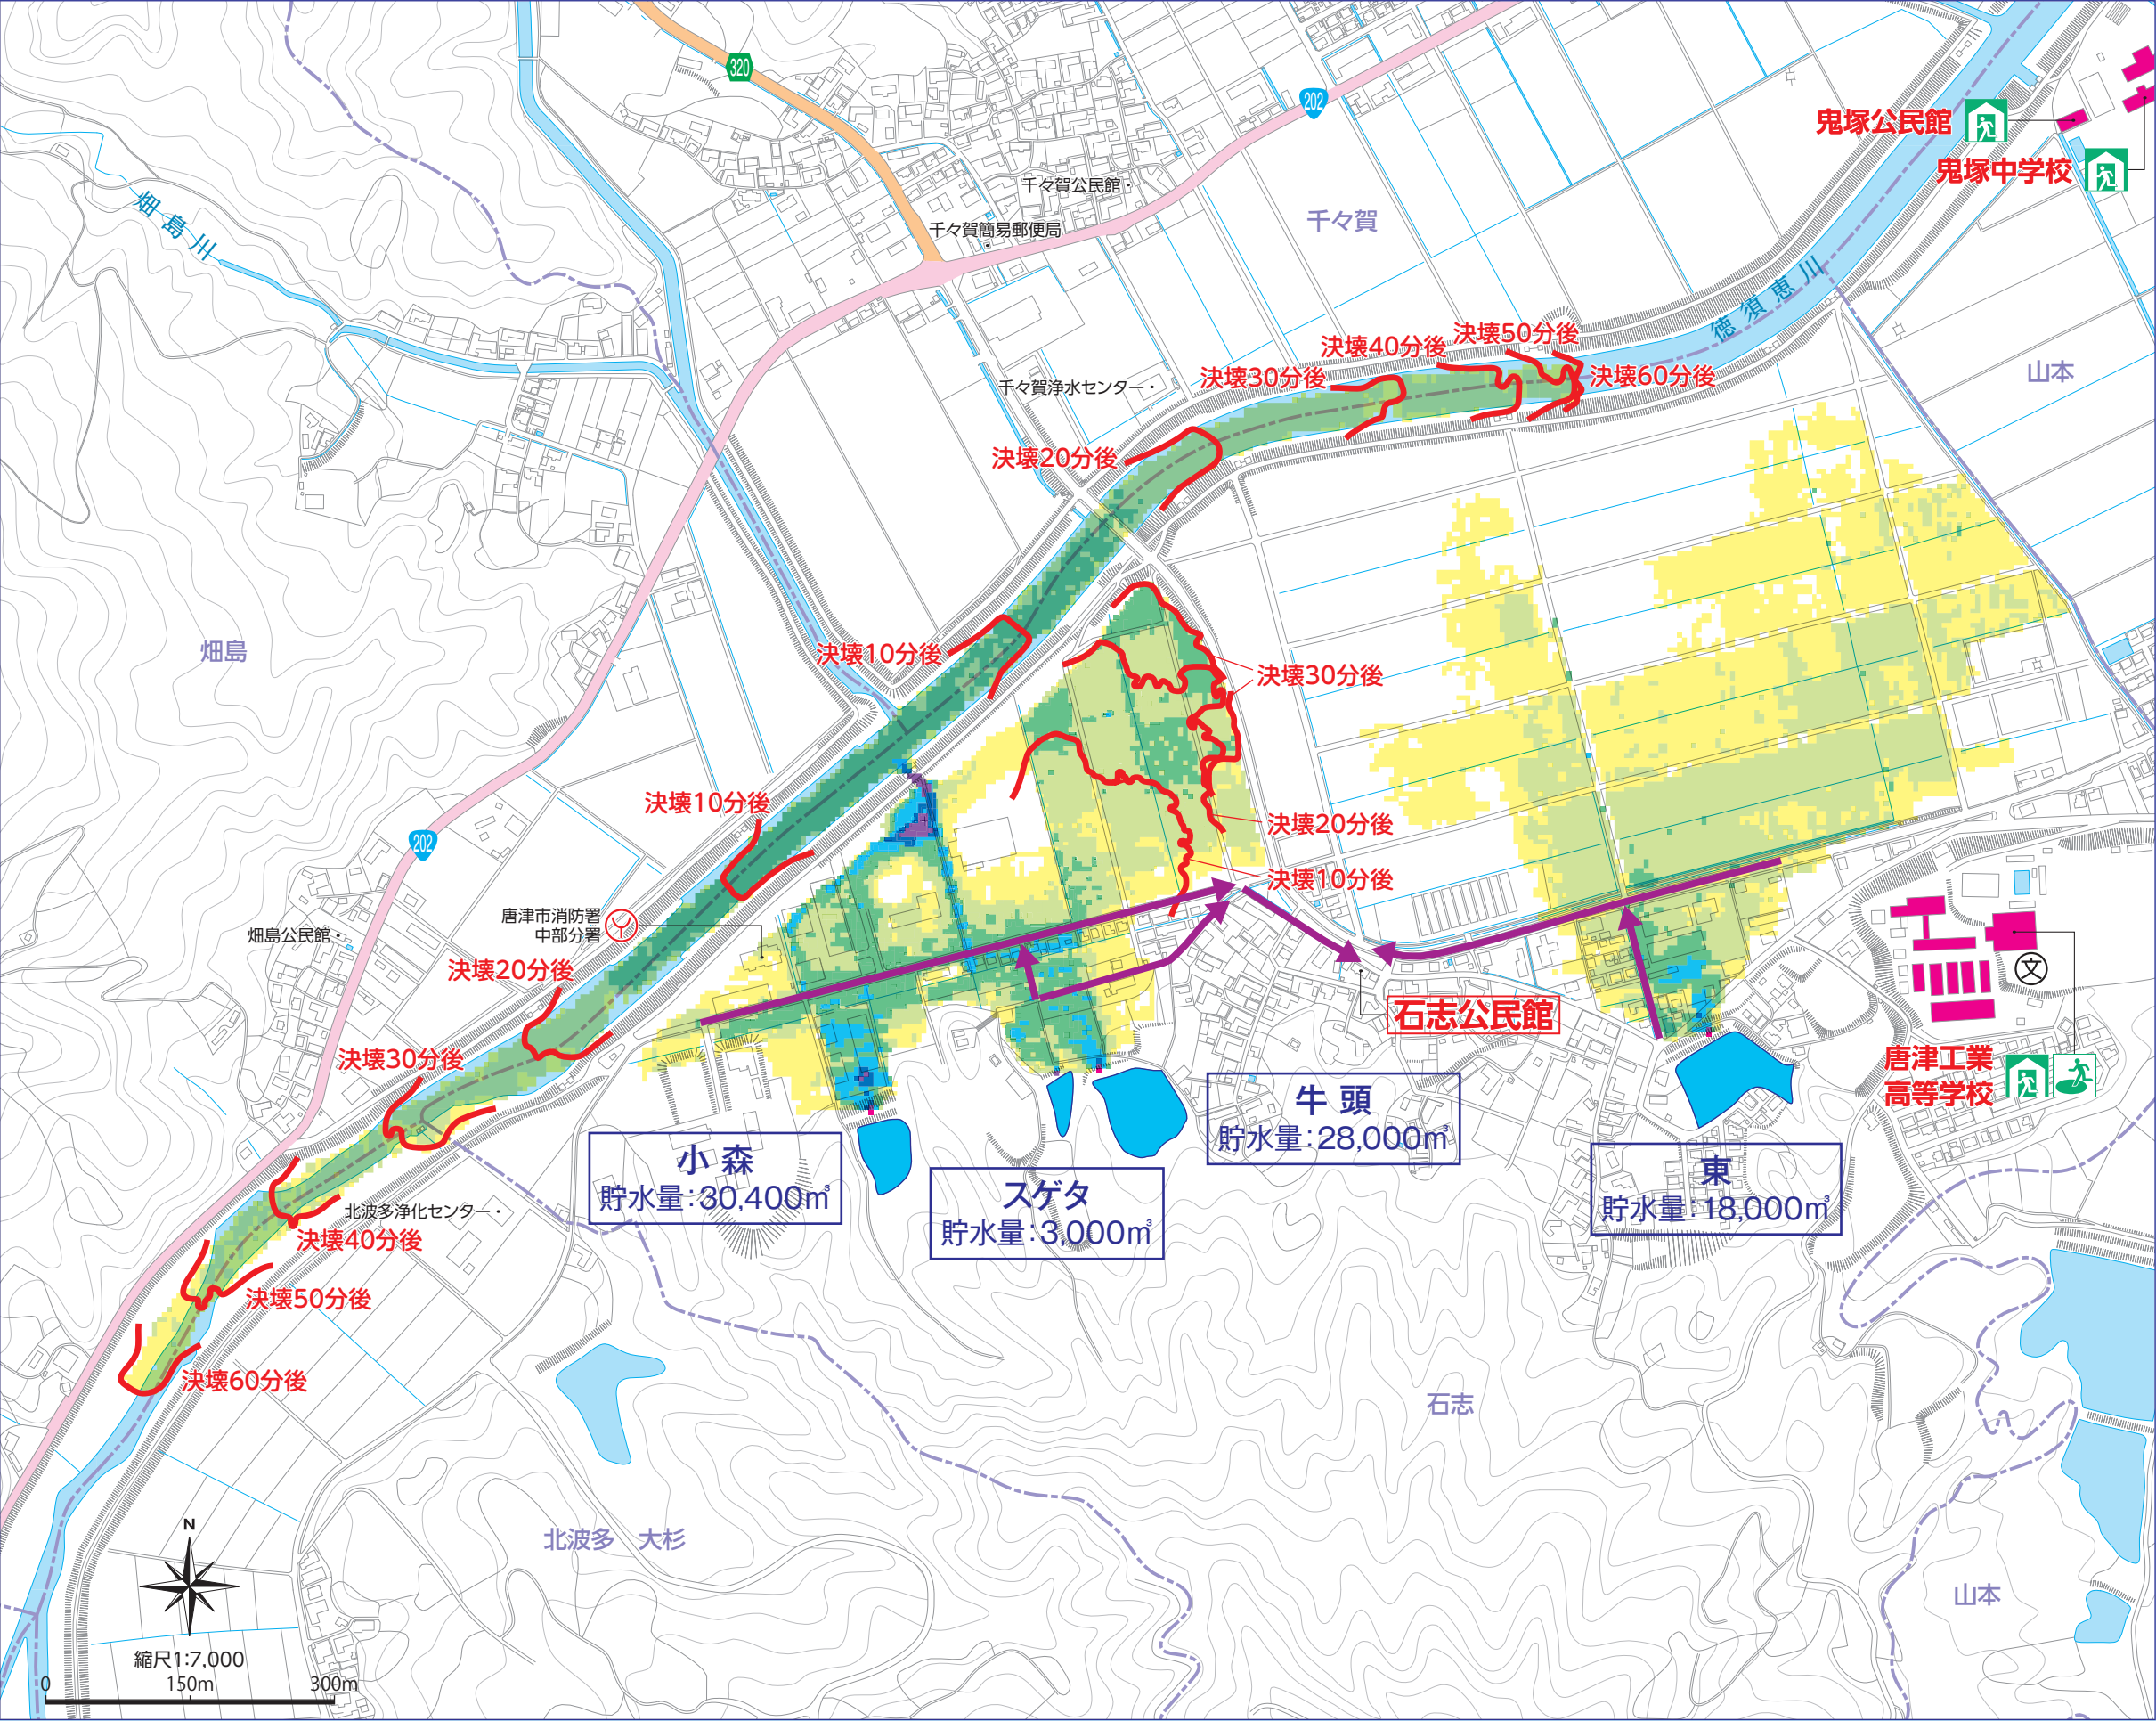 320
202
鬼塚公民館
鬼塚中学校
千々賀公民館・
千々賀簡易郵便局
千々賀
畑島川
徳須恵川
山本
決壊50分後
決壊40分後
決壊30分後
決壊60分後
千々賀浄水センター・
決壊20分後
決壊10分後
畑島
決壊30分後
決壊10分後
決壊20分後
202
決壊10分後
唐津市消防署
中部分署
畑島公民館・
決壊20分後
文
石志公民館
決壊30分後
唐津工業
高等学校
小森
貯水量:30,400㎥
スゲタ
貯水量:3,000㎥
牛頭
貯水量:28,000㎥
東
貯水量:18,000㎥
北波多浄化センター・
決壊40分後
決壊50分後
決壊60分後
石志
北波多 大杉
山本
N
縮尺1:7,000
0 150m 300m